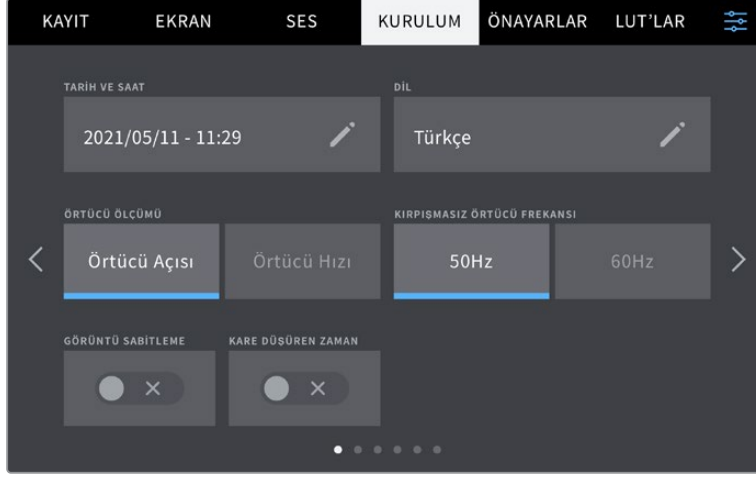 KAYIT EKRAN SES KURULUM ÖNAYARLAR LUT'LAR
TARİH VE SAAT DİL
2021/05/11 - 11:29 Türkçe
ÖRTÜCÜ ÖLÇÜMÜ KIRPIŞMASIZ ÖRTÜCÜ FREKANSI
Örtücü Açısı Örtücü Hızı 50Hz 60Hz
GÖRÜNTÜ SABİTLEME KARE DÜŞÜREN ZAMAN